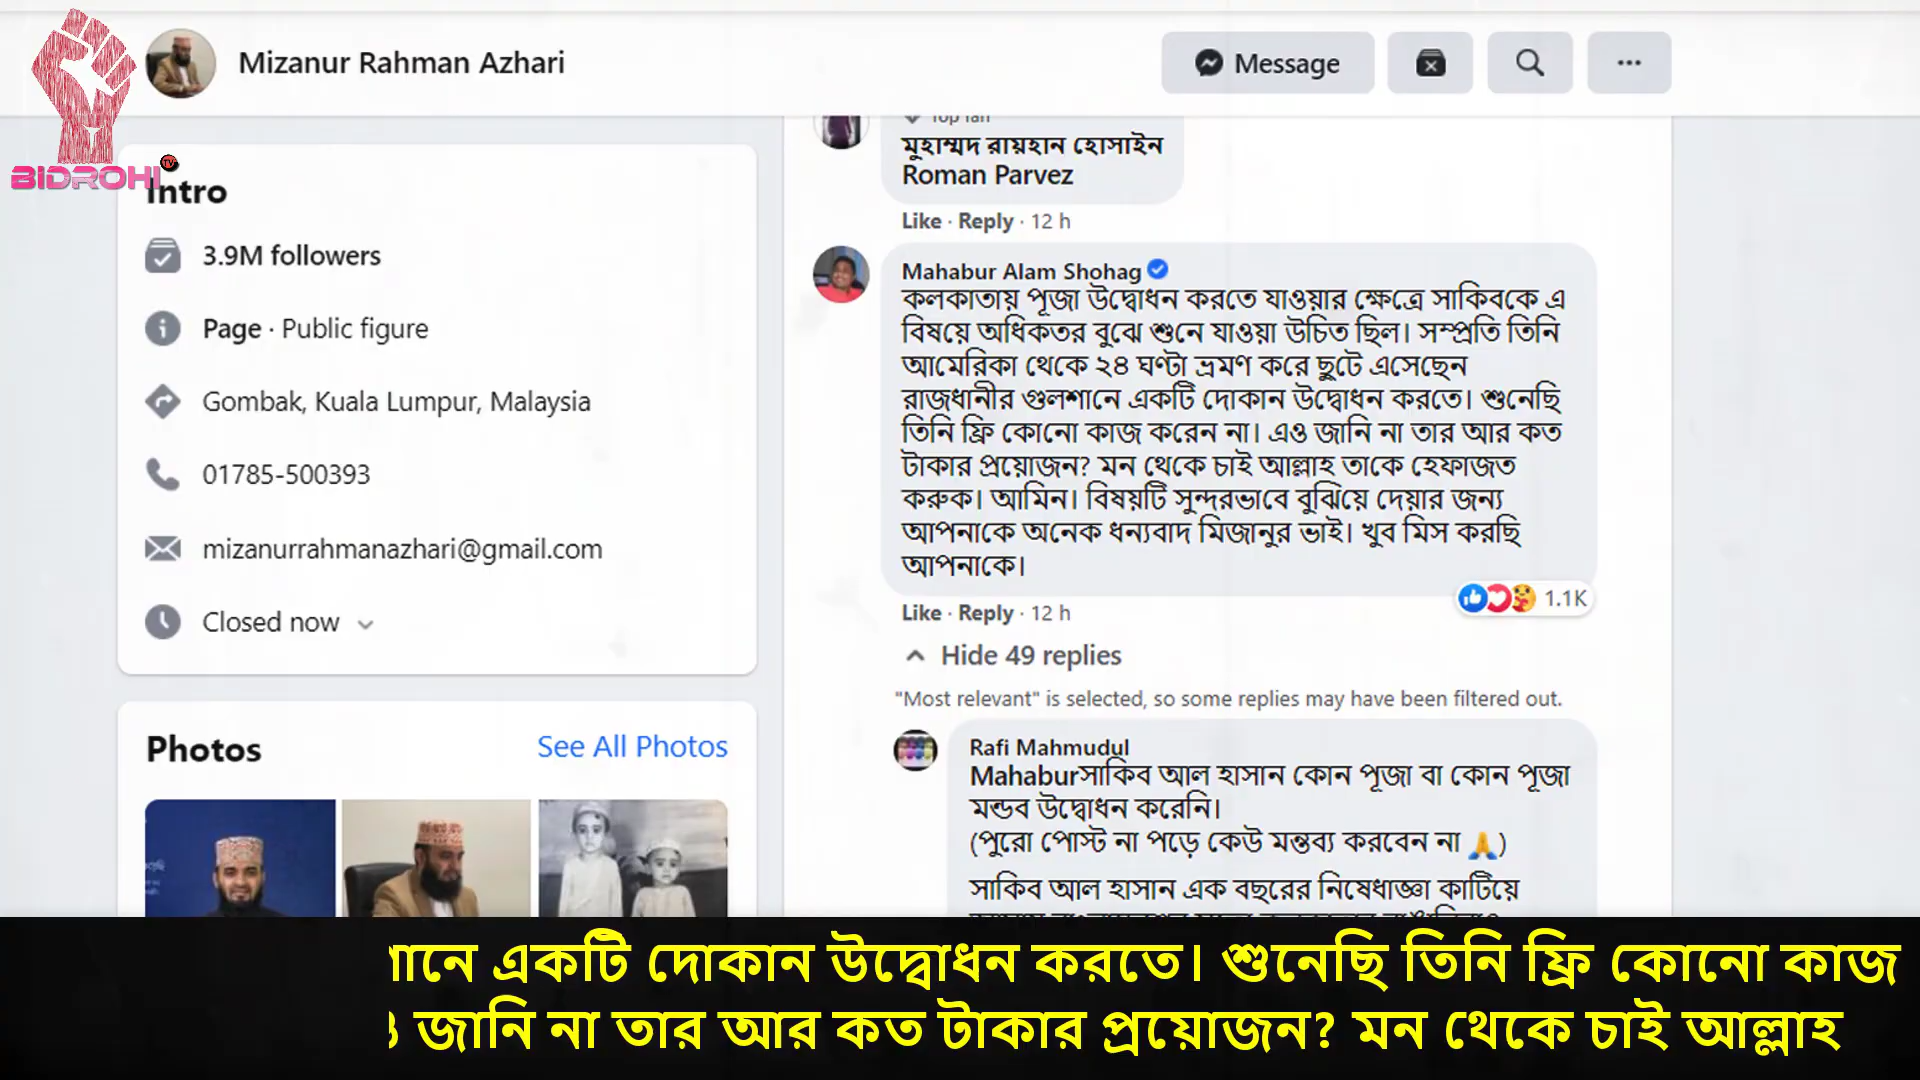 BIDROHI TV
Mizanur Rahman Azhari
Message
Intro
3.9M followers
Page · Public figure
Gombak, Kuala Lumpur, Malaysia
01785-500393
mizanurrahmanazhari@gmail.com
Closed now
Photos
See All Photos
Top fan
মুহাম্মদ রায়হান হোসাইন
Roman Parvez
Like · Reply · 12 h
Mahabur Alam Shohag
কলকাতায় পূজা উদ্বোধন করতে যাওয়ার ক্ষেত্রে সাকিবকে এ
বিষয়ে অধিকতর বুঝে শুনে যাওয়া উচিত ছিল। সম্প্রতি তিনি
আমেরিকা থেকে ২৪ ঘণ্টা ভ্রমণ করে ছুটে এসেছেন
রাজধানীর গুলশানে একটি দোকান উদ্বোধন করতে। শুনেছি
তিনি ফ্রি কোনো কাজ করেন না। এও জানি না তার আর কত
টাকার প্রয়োজন? মন থেকে চাই আল্লাহ তাকে হেফাজত
করুক। আমিন। বিষয়টি সুন্দরভাবে বুঝিয়ে দেয়ার জন্য
আপনাকে অনেক ধন্যবাদ মিজানুর ভাই। খুব মিস করছি
আপনাকে।
1.1K
Like · Reply · 12 h
Hide 49 replies
"Most relevant" is selected, so some replies may have been filtered out.
Rafi Mahmudul
Mahaburসাকিব আল হাসান কোন পূজা বা কোন পূজা
মন্ডব উদ্বোধন করেনি।
(পুরো পোস্ট না পড়ে কেউ মন্তব্য করবেন না 🙏)
সাকিব আল হাসান এক বছরের নিষেধাজ্ঞা কাটিয়ে
একটি দোকান উদ্বোধন করতে। শুনেছি তিনি ফ্রি কোনো কাজ
জানি না তার আর কত টাকার প্রয়োজন? মন থেকে চাই আল্লাহ